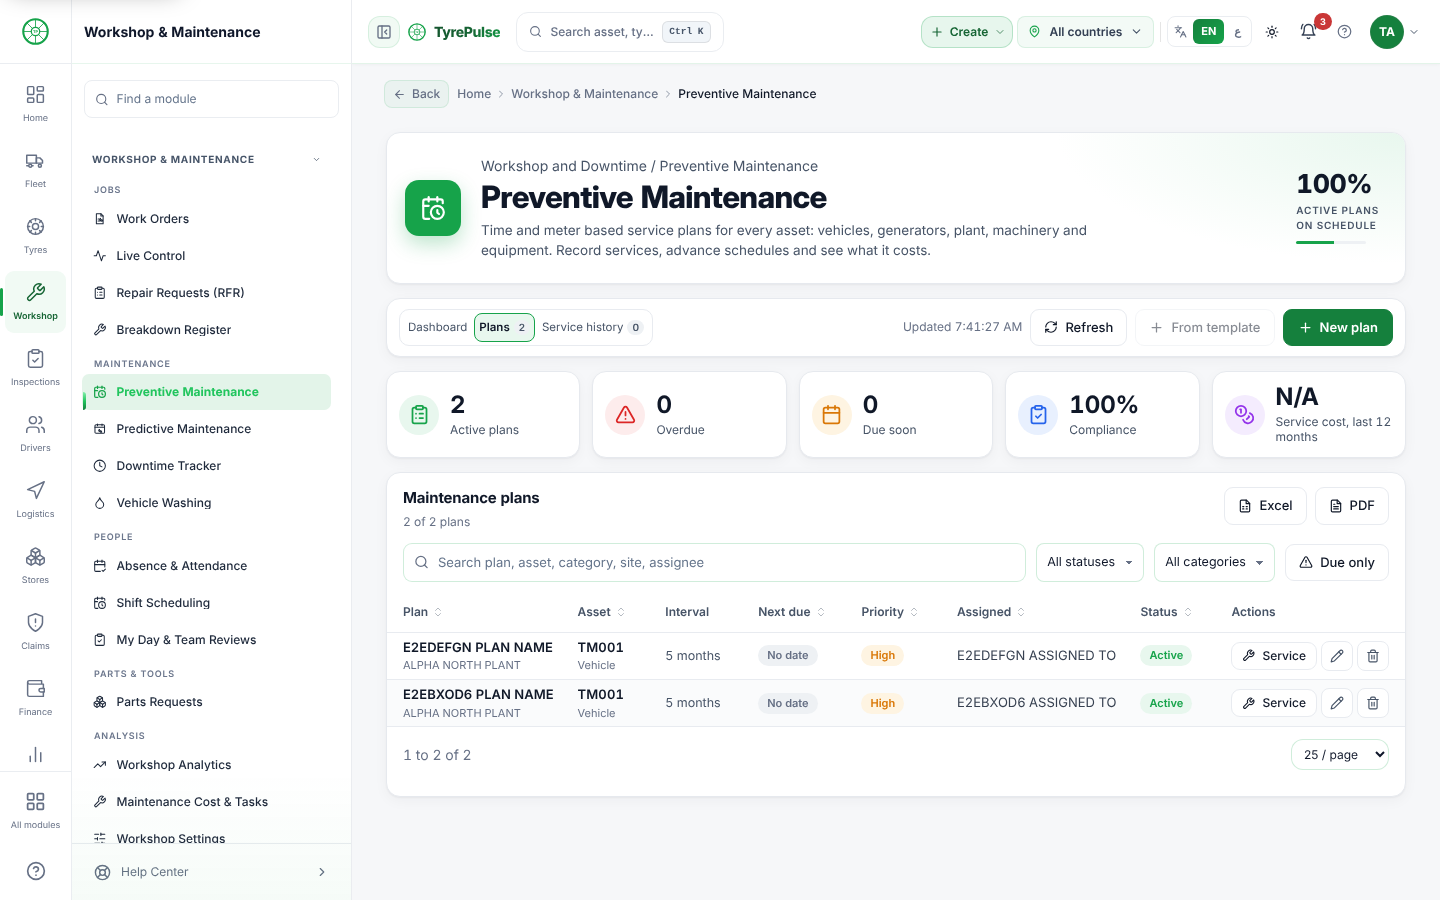 Workshop & Maintenance
TyrePulse
Search asset, ty...
Ctrl K
Create
All countries
EN
ع
3
TA
Home
Fleet
Tyres
Workshop
Inspections
Drivers
Logistics
Stores
Claims
Finance
All modules
Find a module
WORKSHOP & MAINTENANCE
JOBS
Work Orders
Live Control
Repair Requests (RFR)
Breakdown Register
MAINTENANCE
Preventive Maintenance
Predictive Maintenance
Downtime Tracker
Vehicle Washing
PEOPLE
Absence & Attendance
Shift Scheduling
My Day & Team Reviews
PARTS & TOOLS
Parts Requests
ANALYSIS
Workshop Analytics
Maintenance Cost & Tasks
Workshop Settings
Help Center
Back
Home
Workshop & Maintenance
Preventive Maintenance
Workshop and Downtime / Preventive Maintenance
Preventive Maintenance
Time and meter based service plans for every asset: vehicles, generators, plant, machinery and
equipment. Record services, advance schedules and see what it costs.
100%
ACTIVE PLANS
ON SCHEDULE
Dashboard
Plans 2
Service history 0
Updated 7:41:27 AM
Refresh
From template
New plan
2
Active plans
0
Overdue
0
Due soon
100%
Compliance
N/A
Service cost, last 12
months
Maintenance plans
2 of 2 plans
Excel
PDF
Search plan, asset, category, site, assignee
All statuses
All categories
Due only
Plan Asset Interval Next due Priority Assigned Status Actions
E2EDEFGN PLAN NAME TM001 5 months No date High E2EDEFGN ASSIGNED TO Active Service
ALPHA NORTH PLANT Vehicle
E2EBXOD6 PLAN NAME TM001 5 months No date High E2EBXOD6 ASSIGNED TO Active Service
ALPHA NORTH PLANT Vehicle
1 to 2 of 2
25 / page